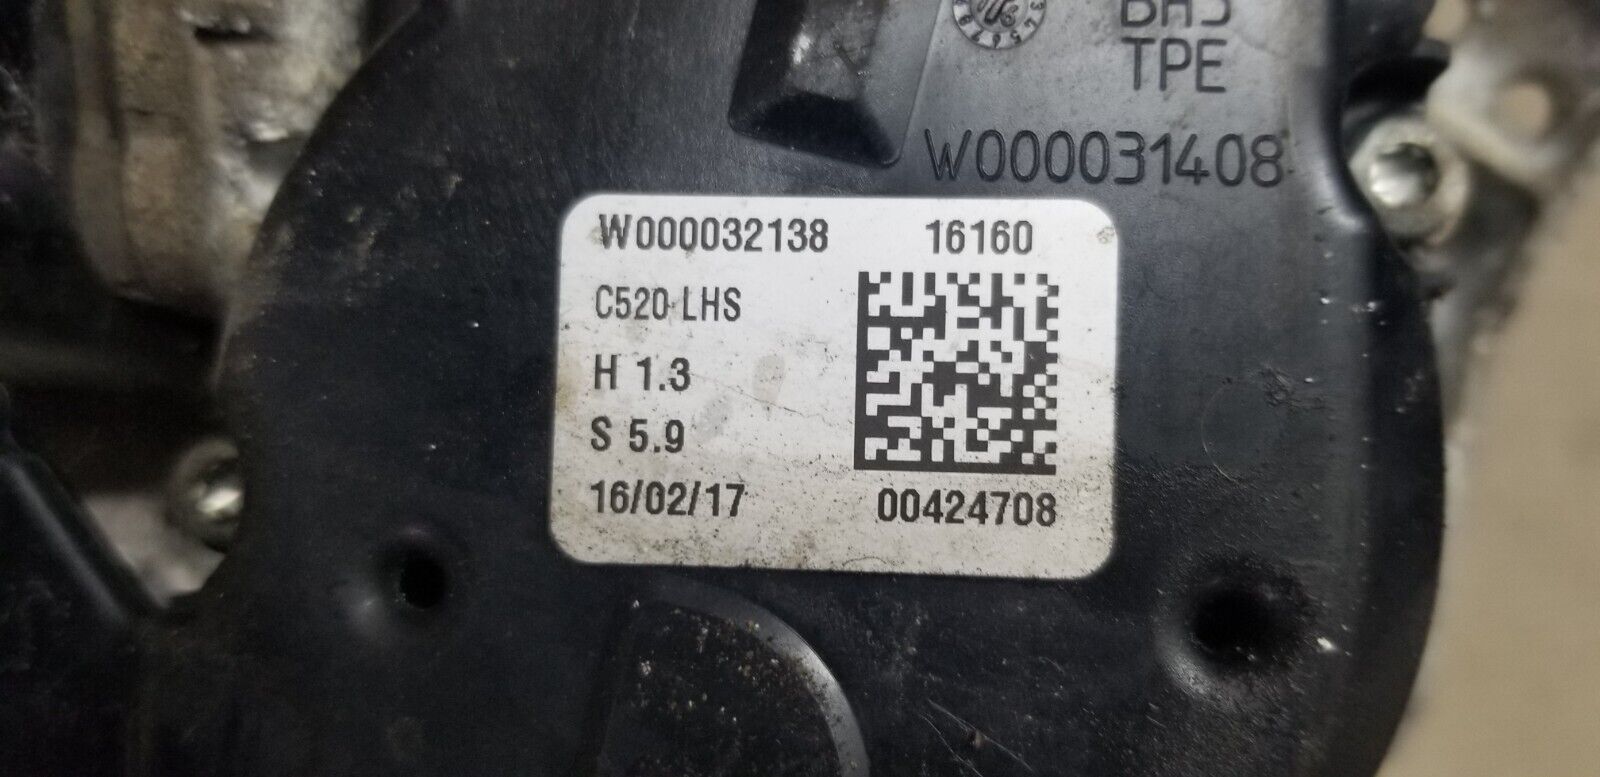 TPE
W000031408
W000032138 16160
C520 LHS
H 1.3
S 5.9
16/02/17 00424708